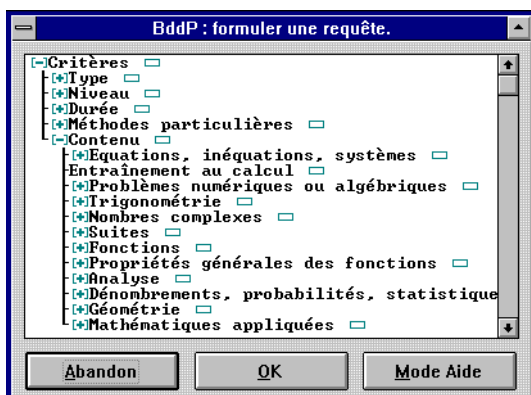 BddP : formuler une requête.
[-]Critères
[+]Type
[+]Niveau
[+]Durée
[+]Méthodes particulières
[-]Contenu
[+]Equations, inéquations, systèmes
Entraînement au calcul
[+]Problèmes numériques ou algébriques
[+]Trigonométrie
[+]Nombres complexes
[+]Suites
[+]Fonctions
[+]Propriétés générales des fonctions
[+]Analyse
[+]Dénombrements, probabilités, statistique
[+]Géométrie
[+]Mathématiques appliquées
Abandon OK Mode Aide